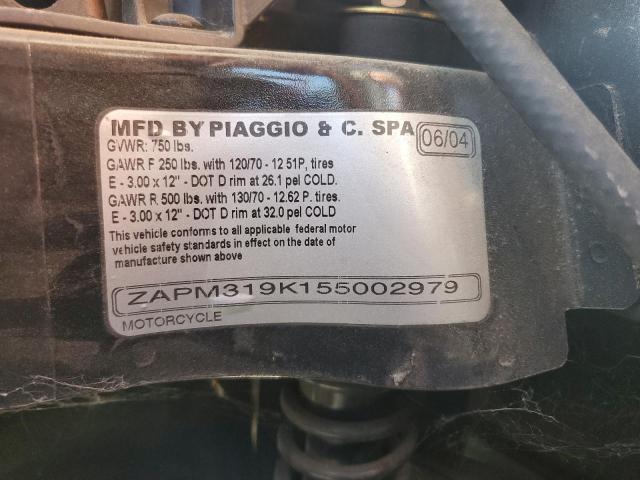 MFD BY PIAGGIO & C. SPA 06/04
GVWR: 750 lbs.
GAWR F 250 lbs. with 120/70 - 12 51P, tires
E - 3.00 x 12" - DOT D rim at 26.1 pel COLD.
GAWR R 500 lbs. with 130/70 - 12.62 P. tires.
E - 3.00 x 12" - DOT D rim at 32.0 pel COLD
This vehicle conforms to all applicable federal motor
vehicle safety standards in effect on the date of
manufacture shown above
ZAPM319K155002979
MOTORCYCLE